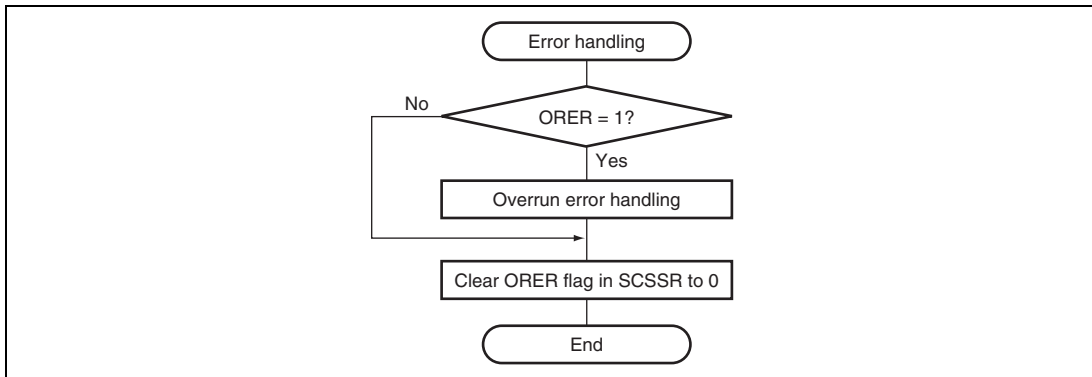 Error handling
No
ORER = 1?
Yes
Overrun error handling
Clear ORER flag in SCSSR to 0
End